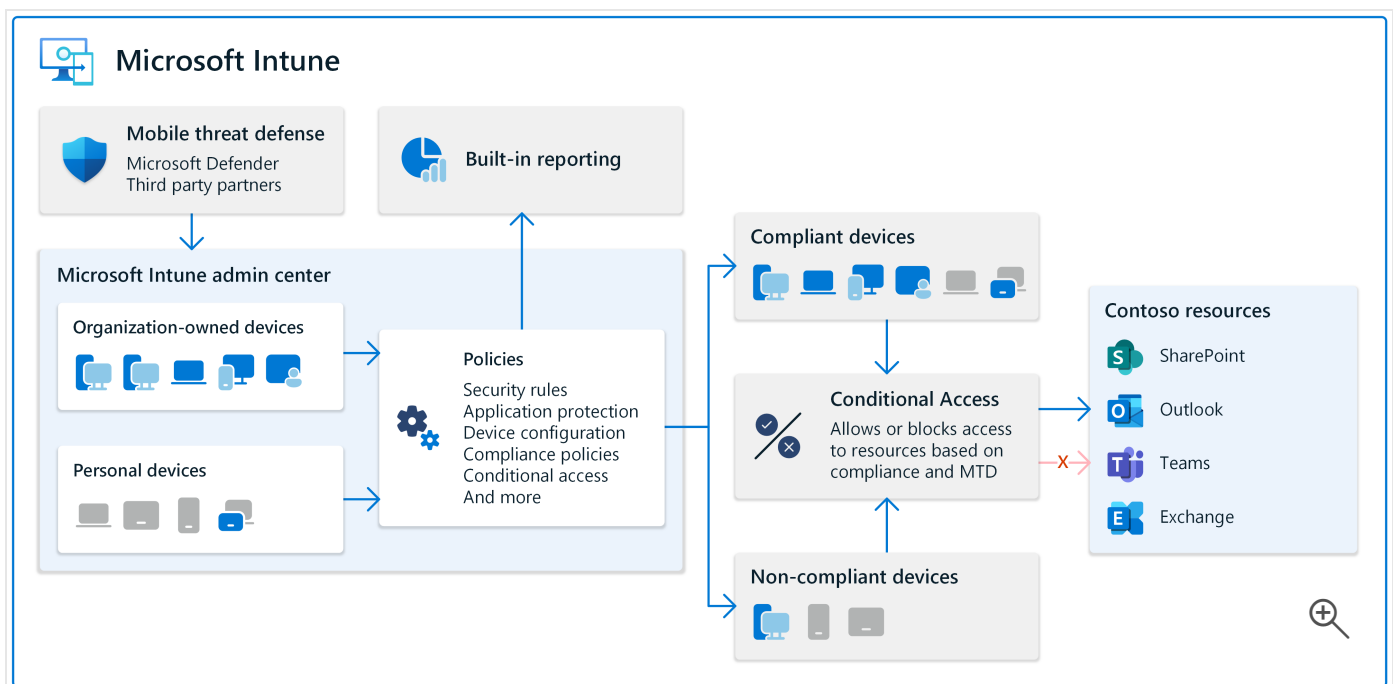 Microsoft Intune
Mobile threat defense
Microsoft Defender
Third party partners
Built-in reporting
Microsoft Intune admin center
Organization-owned devices
Personal devices
Policies
Security rules
Application protection
Device configuration
Compliance policies
Conditional access
And more
Compliant devices
Conditional Access
Allows or blocks access
to resources based on
compliance and MTD
Non-compliant devices
X
Contoso resources
S SharePoint
O Outlook
T Teams
E Exchange